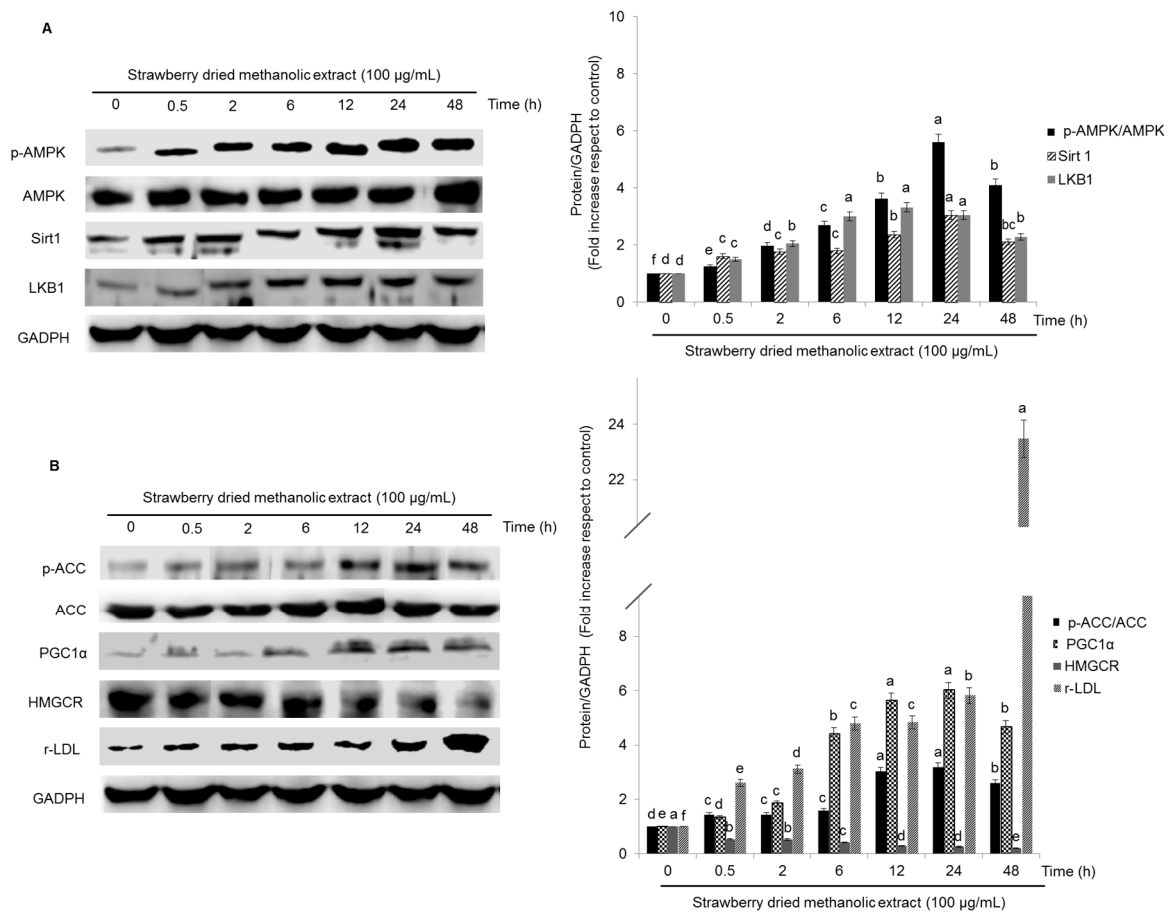 A
Strawberry dried methanolic extract (100 µg/mL)
0 0.5 2 6 12 24 48 Time (h)
p-AMPK
AMPK
Sirt1
LKB1
GADPH
Protein/GADPH
(Fold increase respect to control)
10
8
6
4
2
0
f d d e c c d c b c c a b b a a a a b bc b
p-AMPK/AMPK
Sirt 1
LKB1
0 0.5 2 6 12 24 48 Time (h)
Strawberry dried methanolic extract (100 µg/mL)
B
Strawberry dried methanolic extract (100 µg/mL)
0 0.5 2 6 12 24 48 Time (h)
p-ACC
ACC
PGC1α
HMGCR
r-LDL
GADPH
Protein/GADPH (Fold increase respect to control)
24
22
8
6
4
2
0
d e a f c d b e c c b d c b c c a a d c a a d b b c e a
p-ACC/ACC
PGC1α
HMGCR
r-LDL
0 0.5 2 6 12 24 48 Time (h)
Strawberry dried methanolic extract (100 µg/mL)